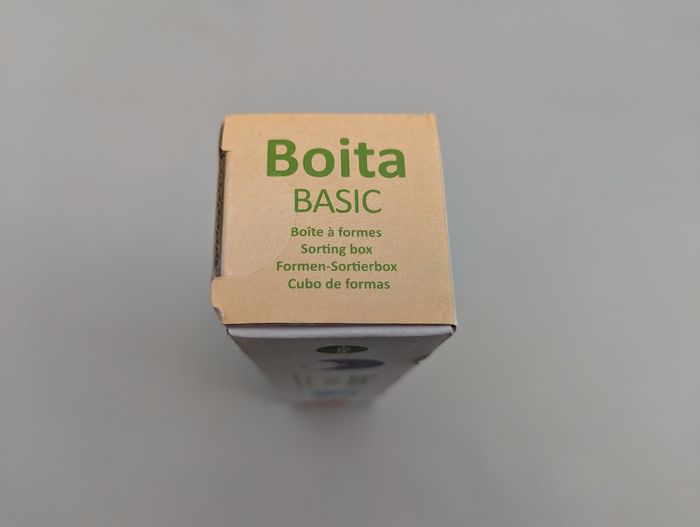 Boita
BASIC
Boîte à formes
Sorting box
Formen-Sortierbox
Cubo de formas